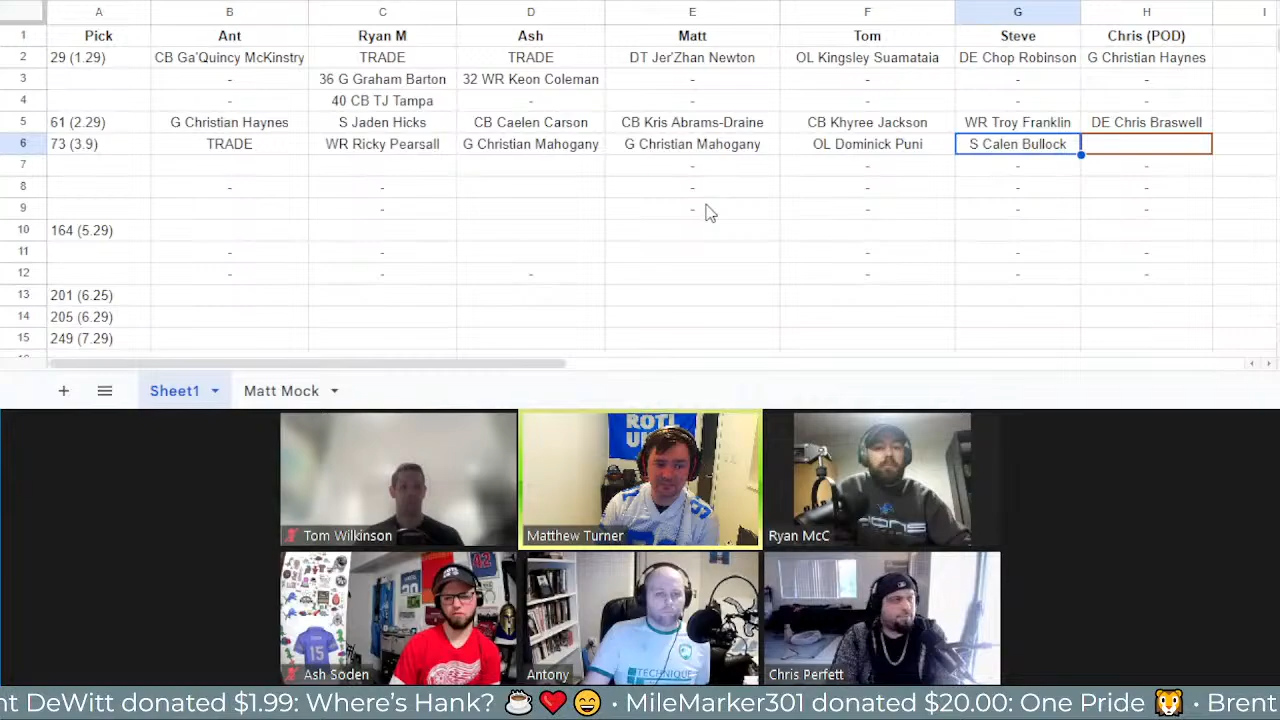 A B C D E F G H I
1 Pick Ant Ryan M Ash Matt Tom Steve Chris (POD)
2 29 (1.29) CB Ga'Quincy McKinstry TRADE TRADE DT Jer'Zhan Newton OL Kingsley Suamataia DE Chop Robinson G Christian Haynes
3 - 36 G Graham Barton 32 WR Keon Coleman - - - -
4 - 40 CB TJ Tampa - - - - -
5 61 (2.29) G Christian Haynes S Jaden Hicks CB Caelen Carson CB Kris Abrams-Draine CB Khyree Jackson WR Troy Franklin DE Chris Braswell
6 73 (3.9) TRADE WR Ricky Pearsall G Christian Mahogany G Christian Mahogany OL Dominick Puni S Calen Bullock
7 - - - -
8 - - - - - -
9 - - - - -
10 164 (5.29)
11 - - - - -
12 - - - - - -
13 201 (6.25)
14 205 (6.29)
15 249 (7.29)
+ Sheet1 Matt Mock
ROTL
Tom Wilkinson Matthew Turner Ryan McC
42
15
TECHNIQUE
Ash Soden Antony Chris Perfett
nt DeWitt donated $1.99: Where's Hank? ☕❤️😄 · MileMarker301 donated $20.00: One Pride 🦁 · Brent